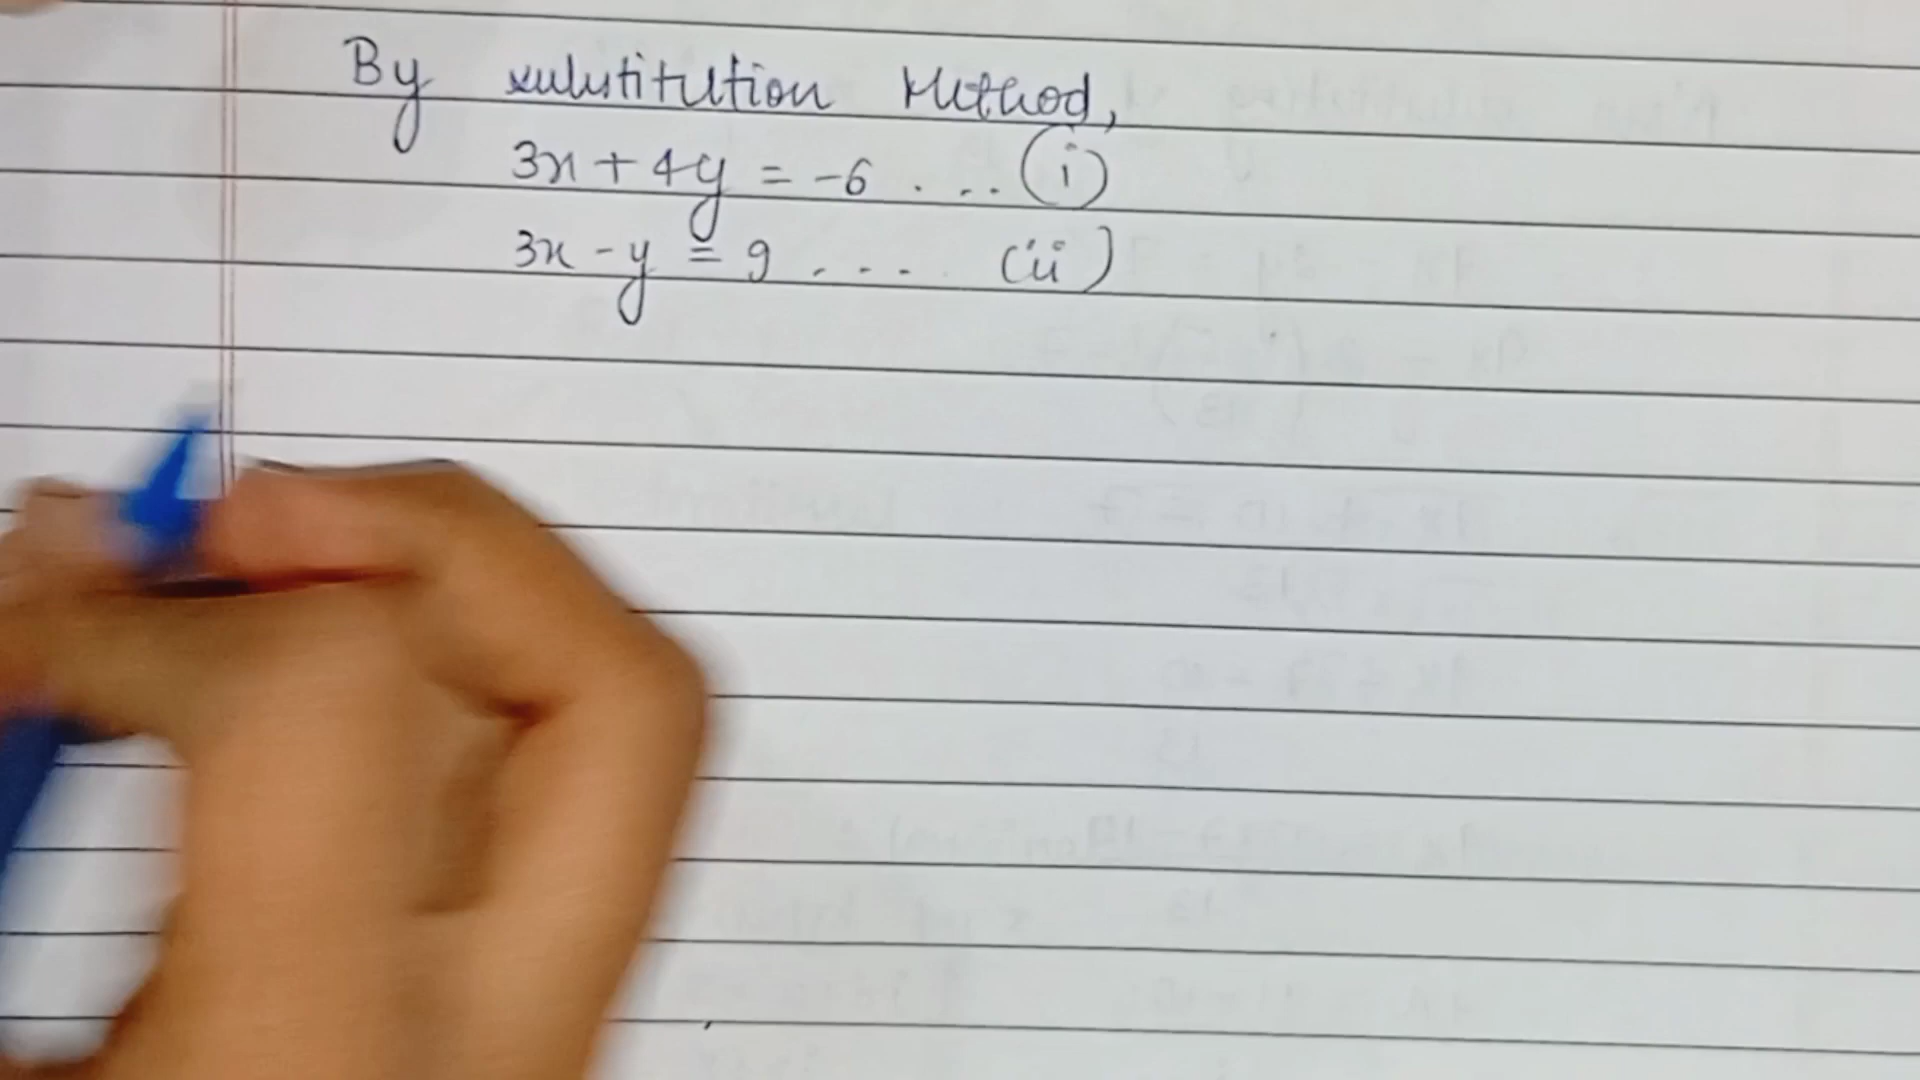 By substitution Method,
3x + 4y = -6 . . . (i)
3x - y = 9 . . . . (ii)